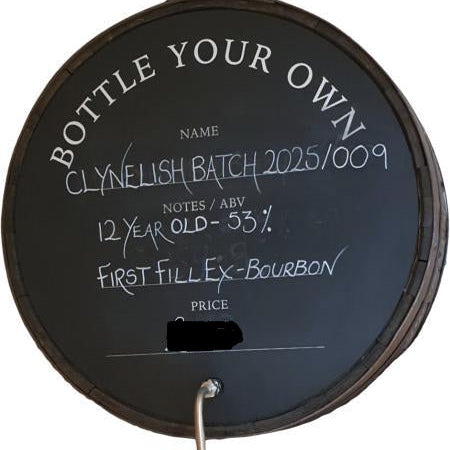 BOTTLE YOUR OWN
NAME
CLYNELISH BATCH 2025/009
NOTES / ABV
12 YEAR OLD - 53%
FIRST FILL EX-BOURBON
PRICE